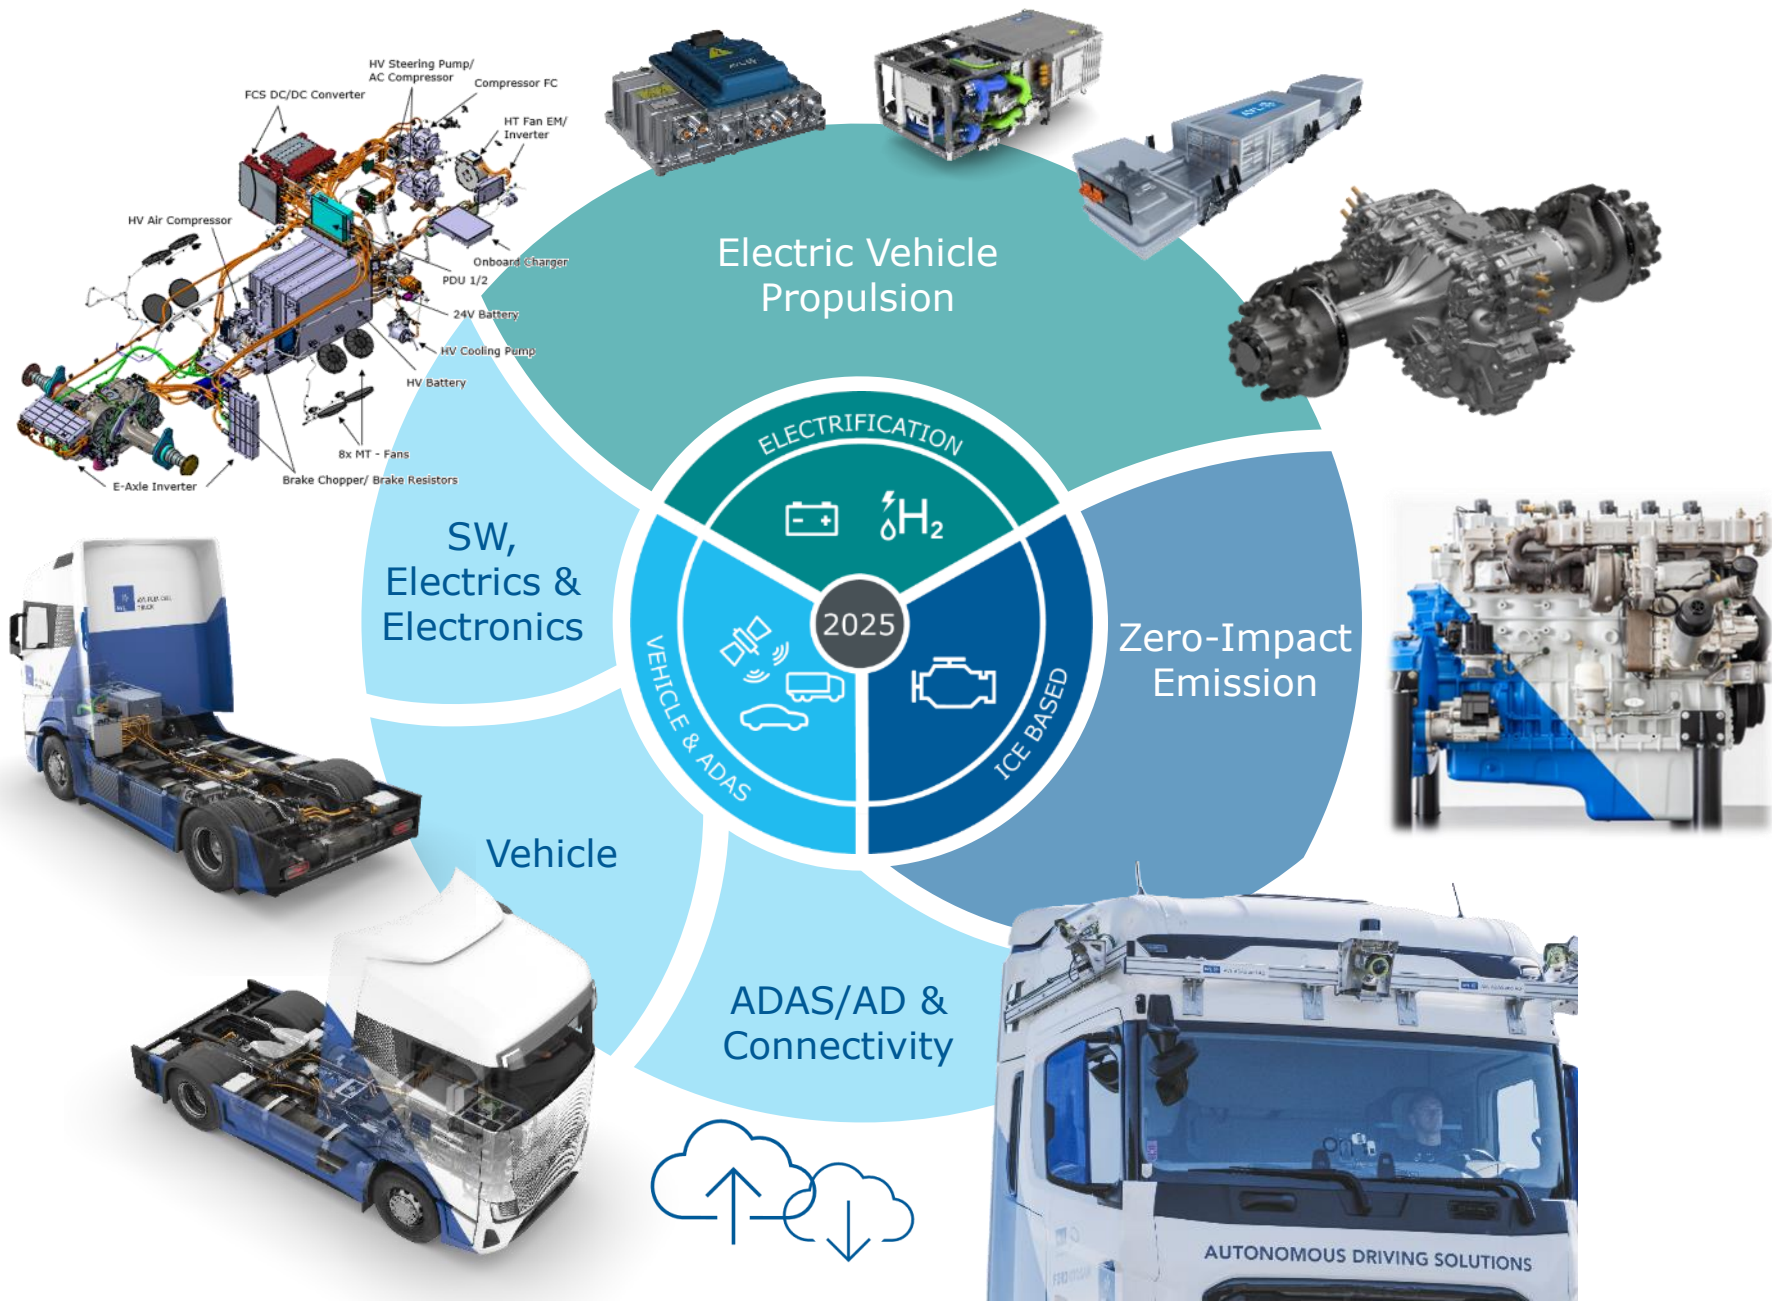 HV Steering Pump/
AC Compressor
Compressor FC
FCS DC/DC Converter
HT Fan EM/
Inverter
HV Air Compressor
Onboard Charger
PDU 1/2
24V Battery
HV Cooling Pump
HV Battery
8x MT - Fans
Brake Chopper/ Brake Resistors
E-Axle Inverter
Electric Vehicle
Propulsion
ELECTRIFICATION
H2
SW,
Electrics &
Electronics
2025
Zero-Impact
Emission
VEHICLE & ADAS
ICE BASED
Vehicle
ADAS/AD &
Connectivity
AUTONOMOUS DRIVING SOLUTIONS